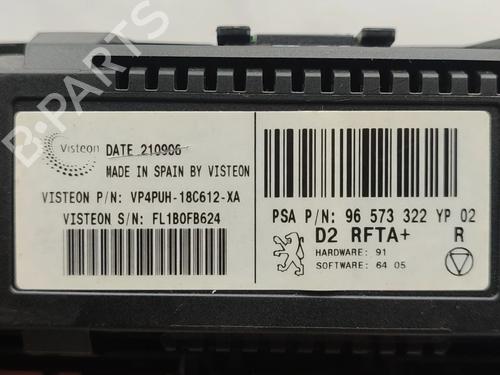 Visteon
DATE 210906
MADE IN SPAIN BY VISTEON
VISTEON P/N: VP4PUH-18C612-XA
VISTEON S/N: FL1B0FB624
PSA P/N: 96 573 322 YP 02
D2 RFTA+ R
HARDWARE: 91
SOFTWARE: 64 05
B-PARTS